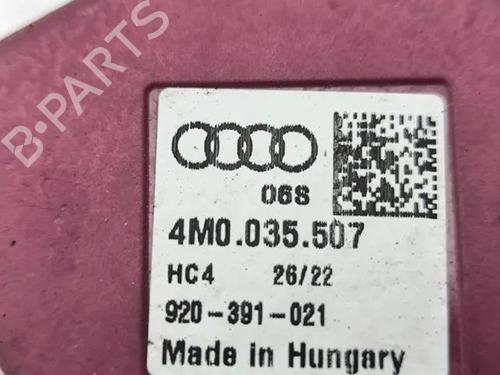 B-PARTS
06S
4M0.035.507
HC4 26/22
920-391-021
Made in Hungary